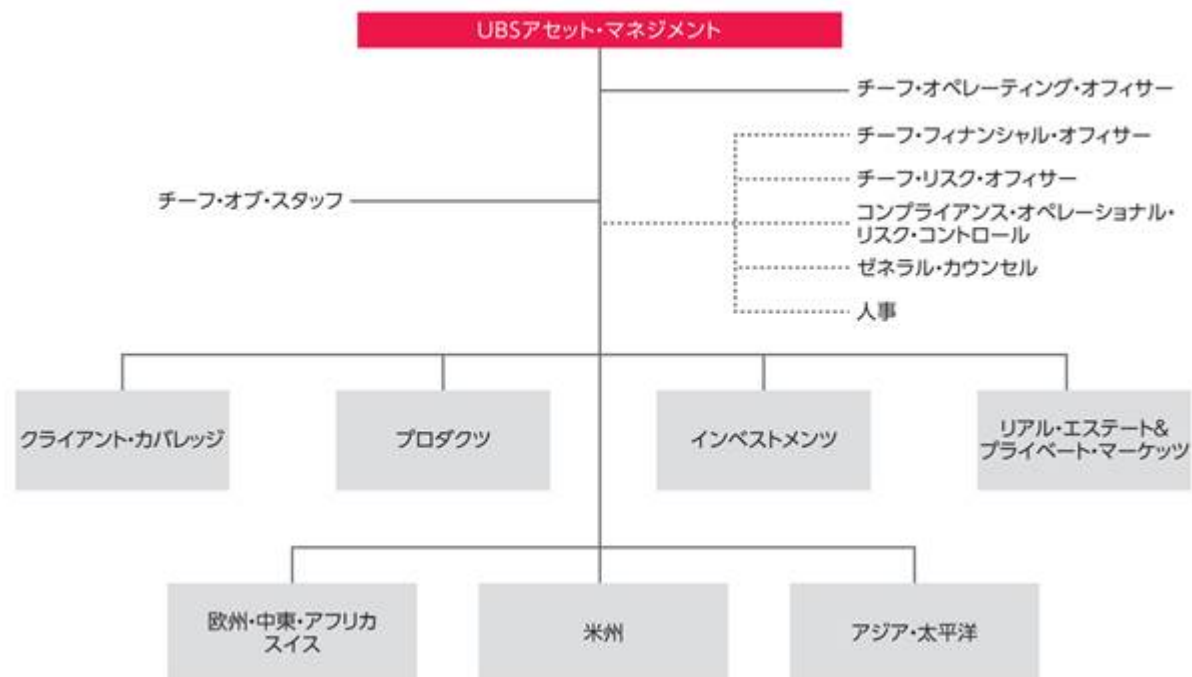 UBSアセット・マネジメント
チーフ・オペレーティング・オフィサー
チーフ・フィナンシャル・オフィサー
チーフ・リスク・オフィサー
チーフ・オブ・スタッフ
コンプライアンス・オペレーショナル・
リスク・コントロール
ゼネラル・カウンセル
人事
クライアント・カバレッジ
プロダクツ
インベストメンツ
リアル・エステート&
プライベート・マーケッツ
欧州・中東・アフリカ
スイス
米州
アジア・太平洋